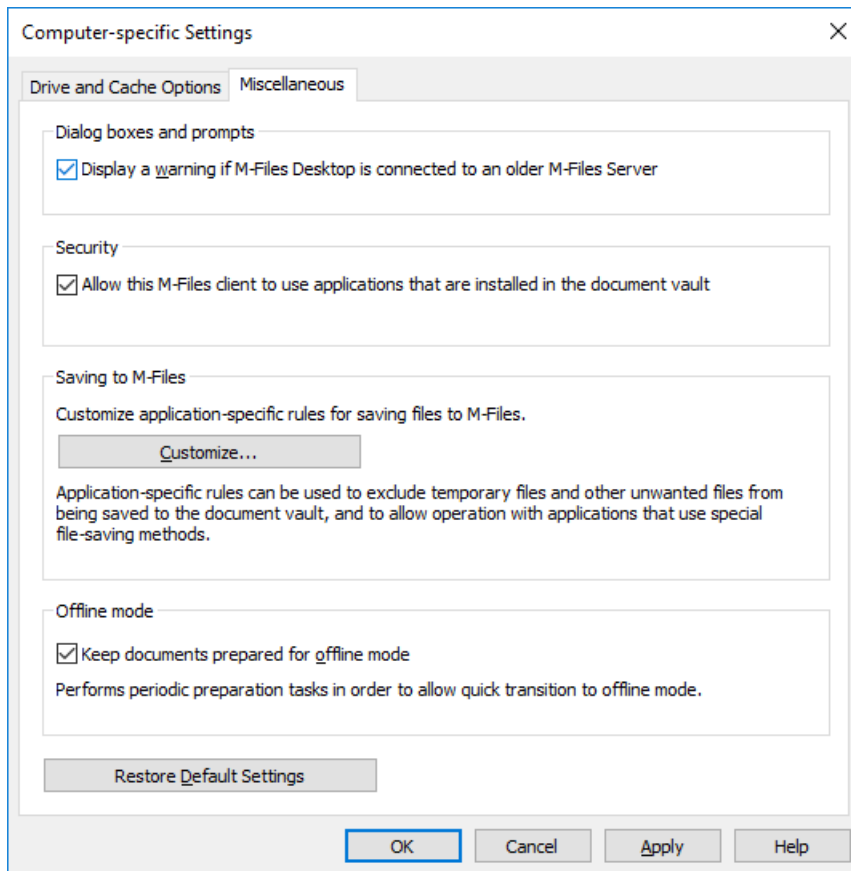 Computer-specific Settings
Drive and Cache Options
Miscellaneous
Dialog boxes and prompts
Display a warning if M-Files Desktop is connected to an older M-Files Server
Security
Allow this M-Files client to use applications that are installed in the document vault
Saving to M-Files
Customize application-specific rules for saving files to M-Files.
Customize...
Application-specific rules can be used to exclude temporary files and other unwanted files from
being saved to the document vault, and to allow operation with applications that use special
file-saving methods.
Offline mode
Keep documents prepared for offline mode
Performs periodic preparation tasks in order to allow quick transition to offline mode.
Restore Default Settings
OK
Cancel
Apply
Help